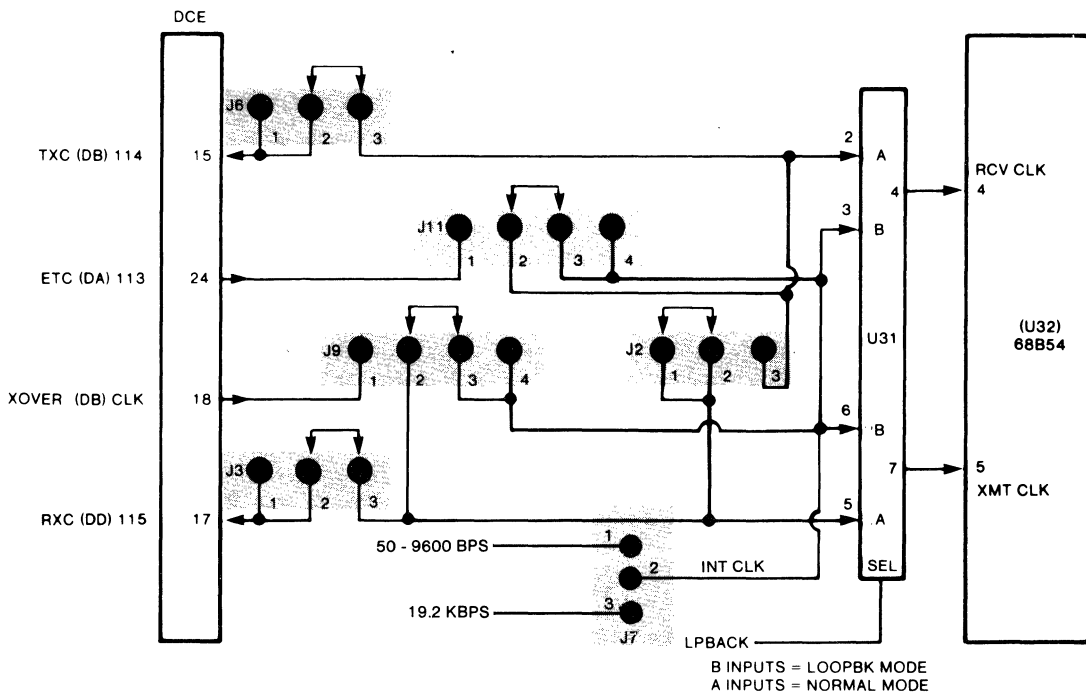 DCE
J6
1 2 3
TXC (DB) 114
15
2
A
4
RCV CLK
4
J11
1 2 3 4
3
B
ETC (DA) 113
24
U31
(U32)
68B54
J9
1 2 3 4
J2
1 2 3
XOVER (DB) CLK
18
6
B
7
5
XMT CLK
J3
1 2 3
RXC (DD) 115
17
5
A
50 - 9600 BPS
1
2
INT CLK
SEL
19.2 KBPS
3
J7
LPBACK
B INPUTS = LOOPBK MODE
A INPUTS = NORMAL MODE